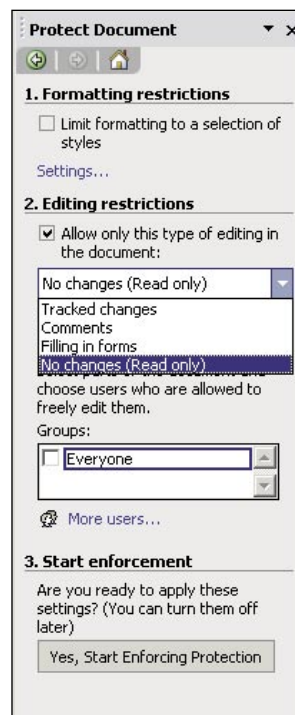 Protect Document
1. Formatting restrictions
Limit formatting to a selection of
styles
Settings...
2. Editing restrictions
Allow only this type of editing in
the document:
No changes (Read only)
Tracked changes
Comments
Filling in forms
No changes (Read only)
choose users who are allowed to
freely edit them.
Groups:
Everyone
More users...
3. Start enforcement
Are you ready to apply these
settings? (You can turn them off
later)
Yes, Start Enforcing Protection